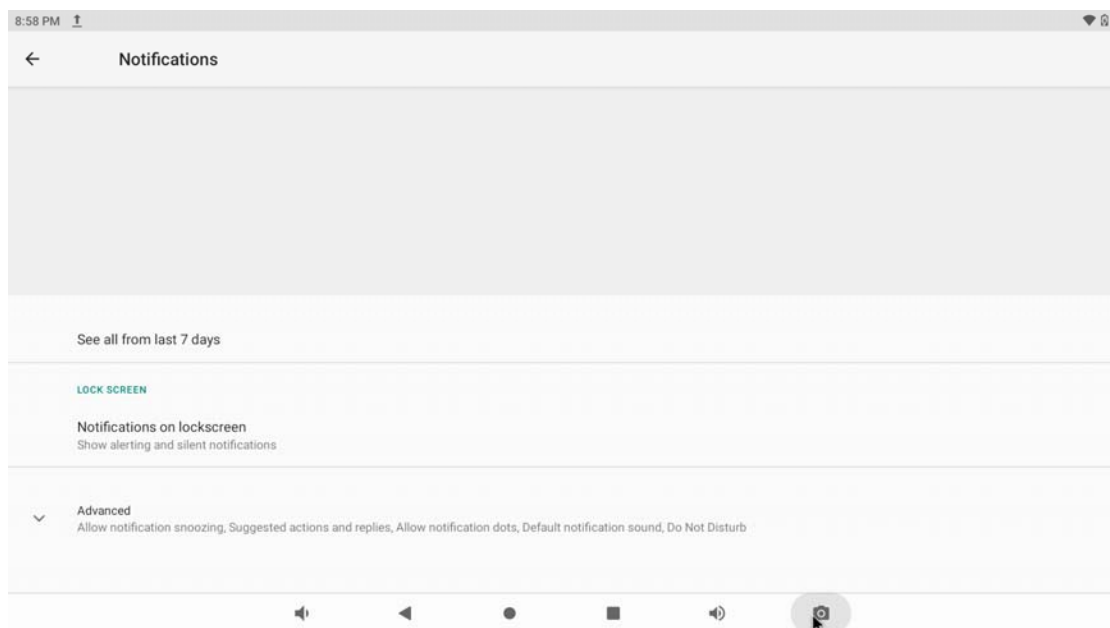 8:58 PM
Notifications
See all from last 7 days
LOCK SCREEN
Notifications on lockscreen
Show alerting and silent notifications
Advanced
Allow notification snoozing, Suggested actions and replies, Allow notification dots, Default notification sound, Do Not Disturb